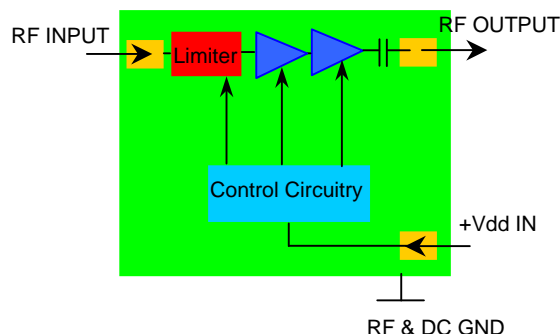 RF INPUT
RF OUTPUT
Limiter
Control Circuitry
+Vdd IN
RF & DC GND